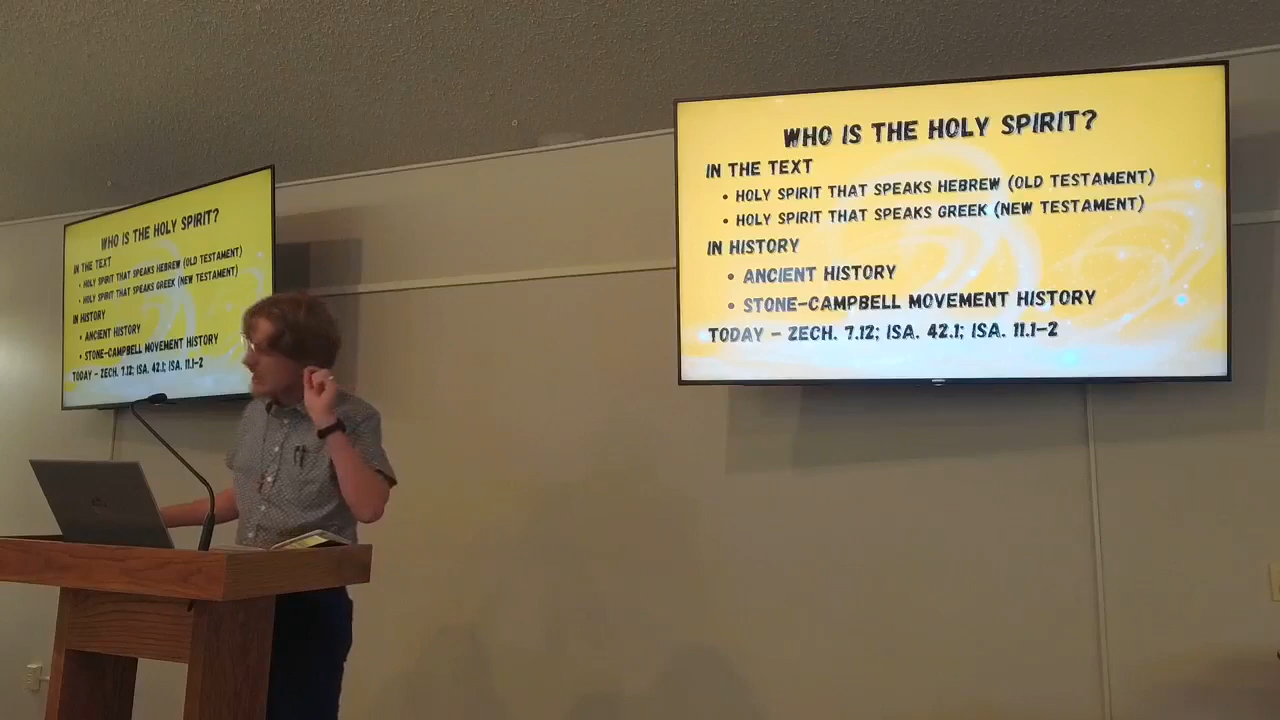 WHO IS THE HOLY SPIRIT?
IN THE TEXT
• HOLY SPIRIT THAT SPEAKS HEBREW (OLD TESTAMENT)
• HOLY SPIRIT THAT SPEAKS GREEK (NEW TESTAMENT)
IN HISTORY
• ANCIENT HISTORY
• STONE-CAMPBELL MOVEMENT HISTORY
TODAY – ZECH. 7.12; ISA. 42.1; ISA. 11.1–2
WHO IS THE HOLY SPIRIT?
IN THE TEXT
• HOLY SPIRIT THAT SPEAKS HEBREW (OLD TESTAMENT)
• HOLY SPIRIT THAT SPEAKS GREEK (NEW TESTAMENT)
IN HISTORY
• ANCIENT HISTORY
• STONE-CAMPBELL MOVEMENT HISTORY
TODAY – ZECH. 7.12; ISA. 42.1; ISA. 11.1–2